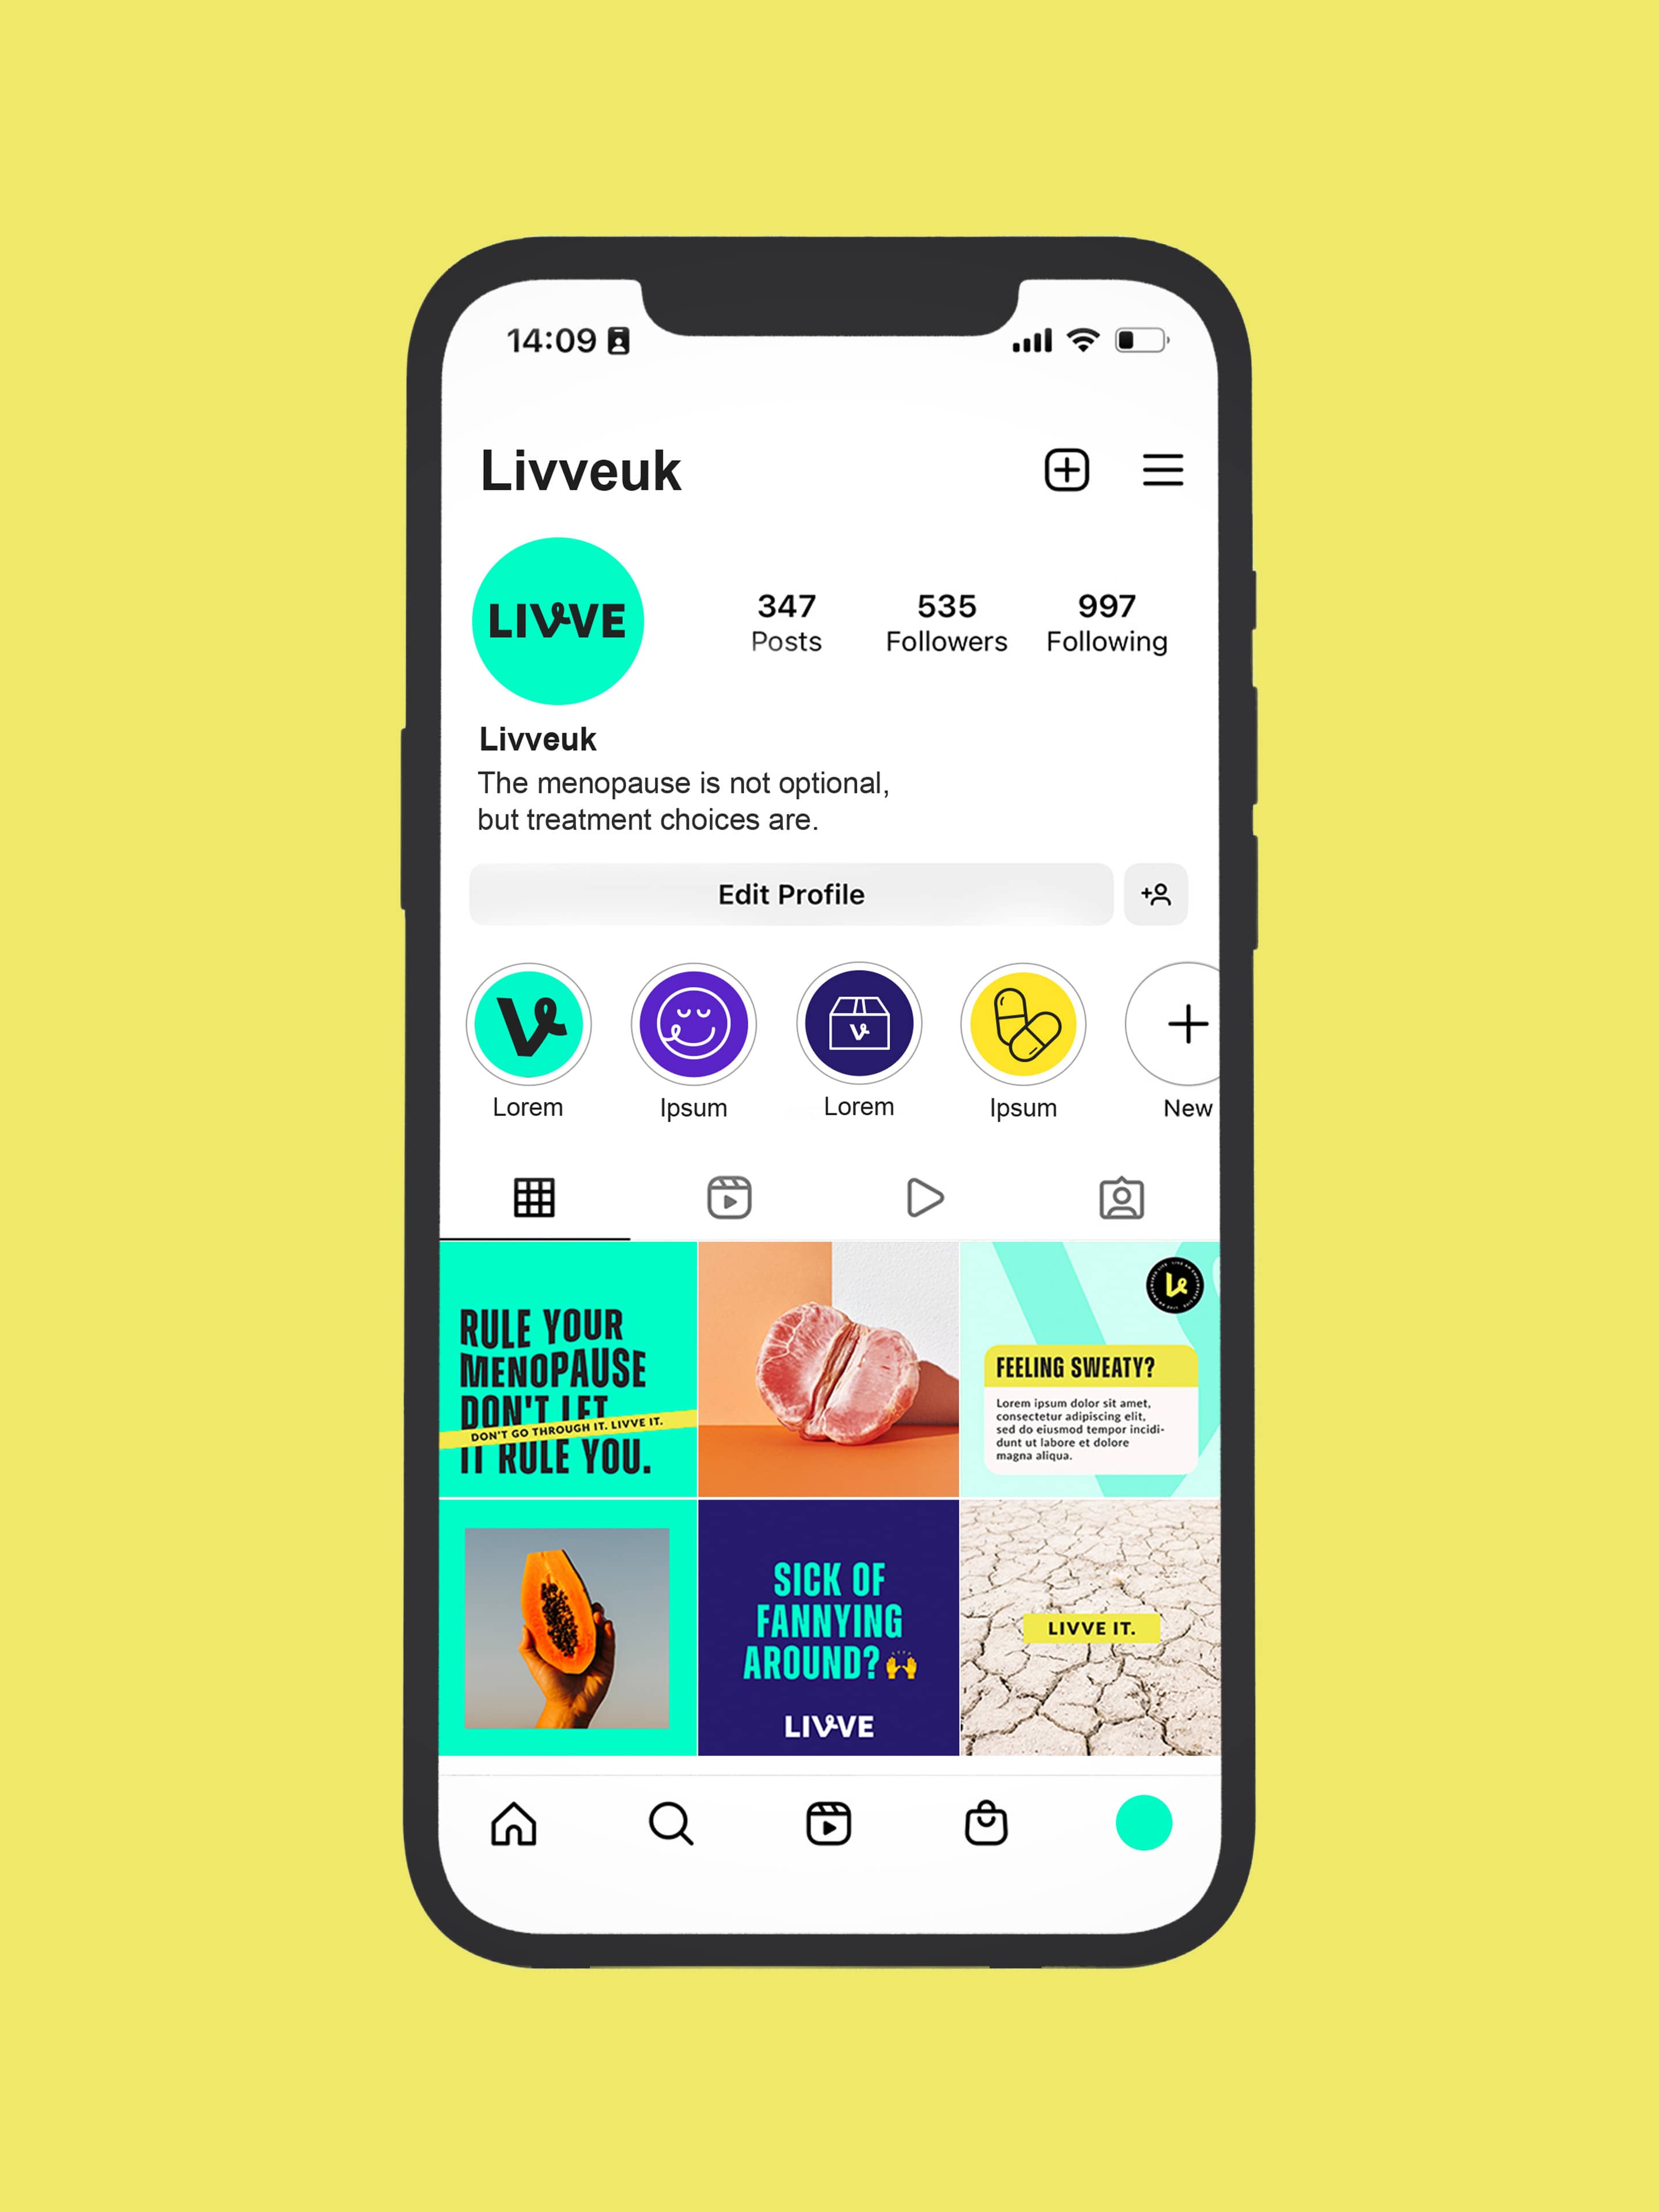 14:09
Livveuk
LIVVE
347
Posts
535
Followers
997
Following
Livveuk
The menopause is not optional,
but treatment choices are.
Edit Profile
Lorem
Ipsum
Lorem
Ipsum
New
RULE YOUR
MENOPAUSE
DON'T LET
DON'T GO THROUGH IT. LIVVE IT.
IT RULE YOU.
FEELING SWEATY?
Lorem ipsum dolor sit amet,
consectetur adipiscing elit,
sed do eiusmod tempor incidi-
dunt ut labore et dolore
magna aliqua.
SICK OF
FANNYING
AROUND? 🙌
LIVVE
LIVVE IT.